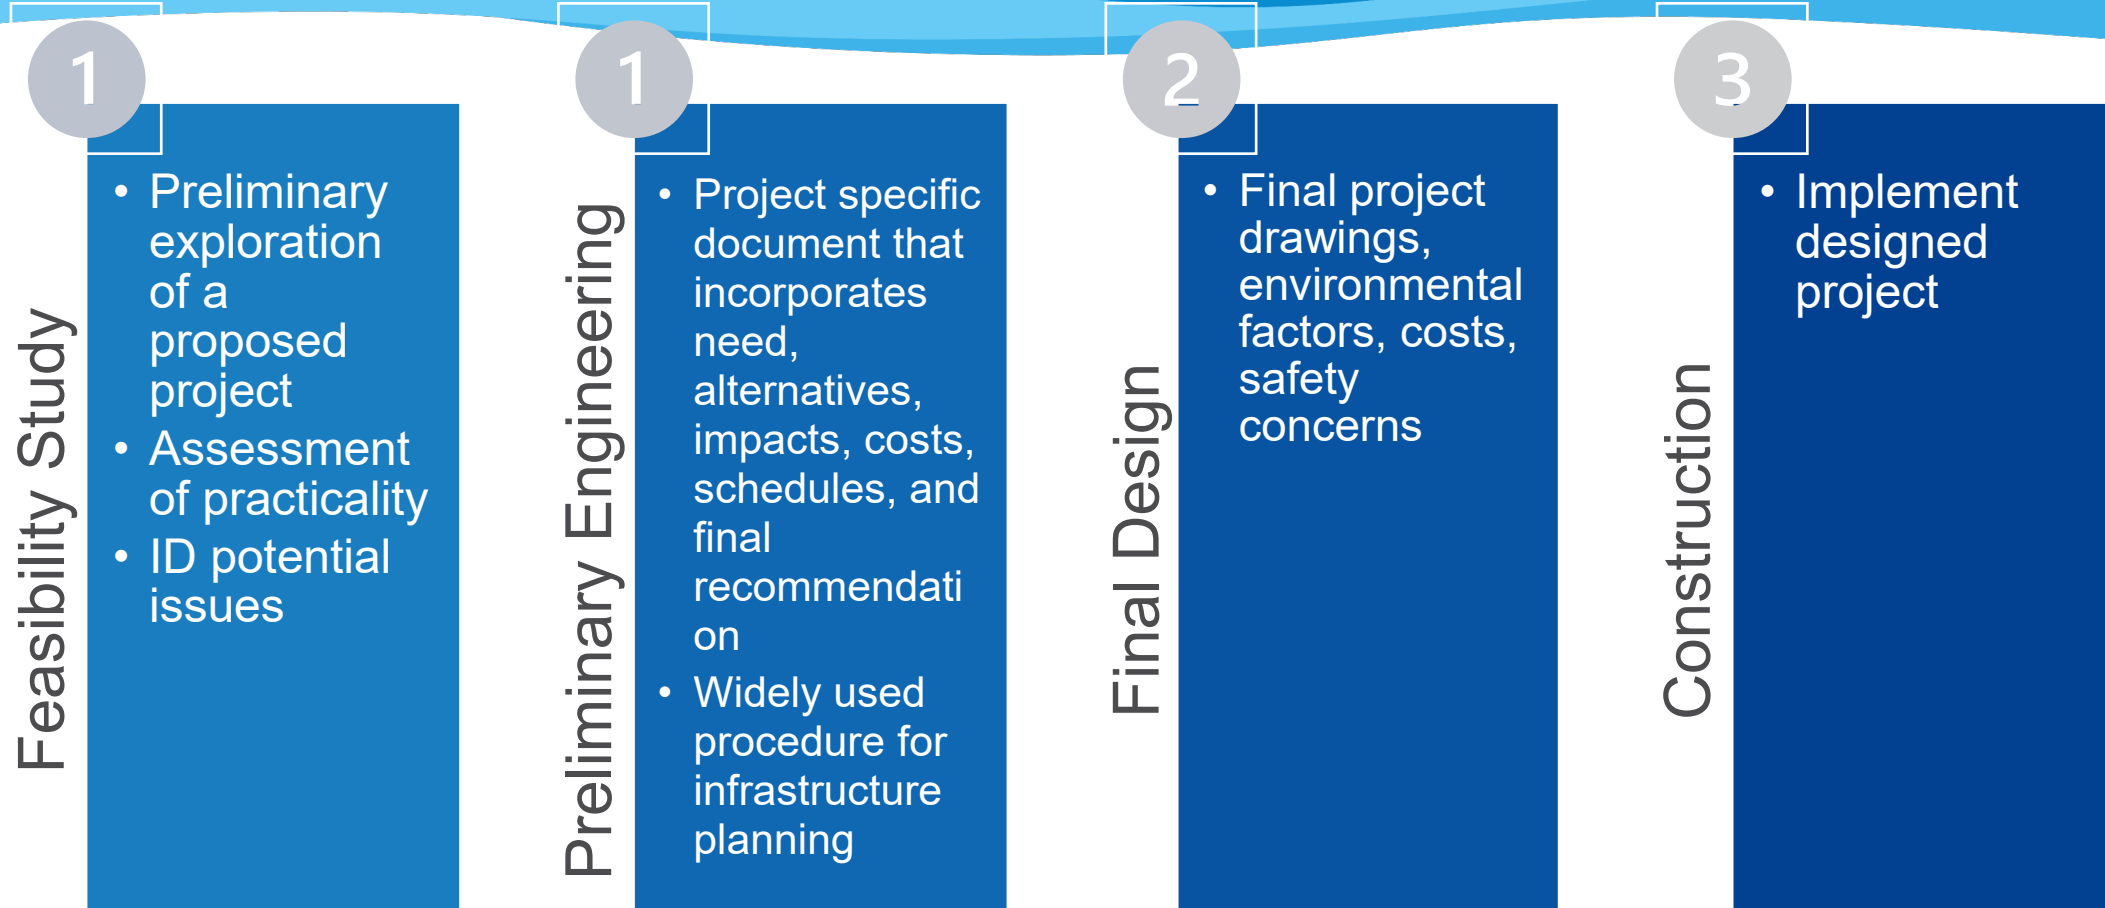 1
Feasibility Study
• Preliminary
exploration
of a
proposed
project
• Assessment
of practicality
• ID potential
issues
1
Preliminary Engineering
• Project specific
document that
incorporates
need,
alternatives,
impacts, costs,
schedules, and
final
recommendati
on
• Widely used
procedure for
infrastructure
planning
2
Final Design
• Final project
drawings,
environmental
factors, costs,
safety
concerns
3
Construction
• Implement
designed
project